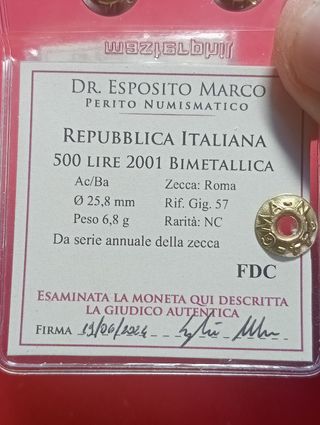 DR. ESPOSITO MARCO
PERITO NUMISMATICO
REPUBBLICA ITALIANA
500 LIRE 2001 BIMETALLICA
Ac/Ba Zecca: Roma
Ø 25,8 mm Rif. Gig. 57
Peso 6,8 g Rarità: NC
Da serie annuale della zecca
FDC
ESAMINATA LA MONETA QUI DESCRITTA
LA GIUDICO AUTENTICA
FIRMA 19/06/2024